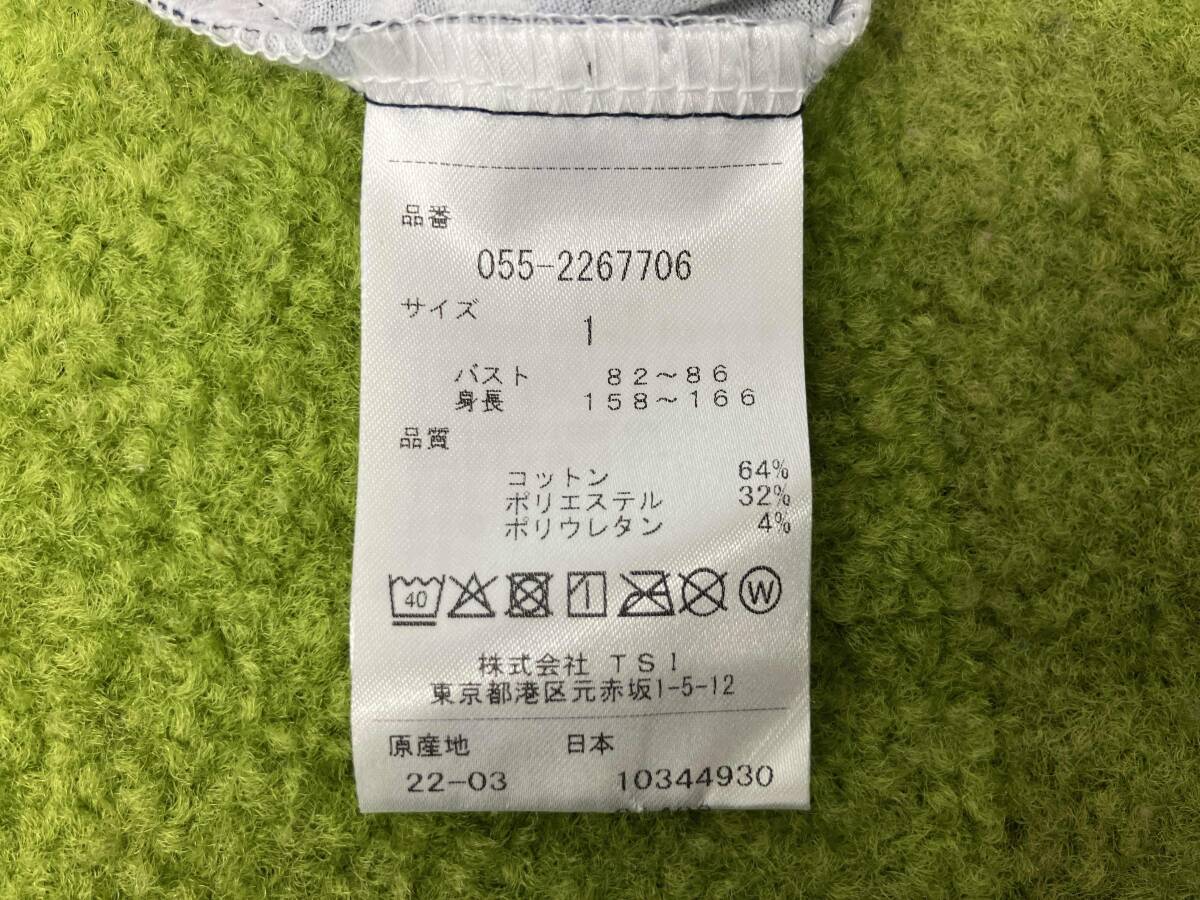 品番
055-2267706
サイズ
1
バスト 82~86
身長 158~166
品質
コットン 64%
ポリエステル 32%
ポリウレタン 4%
40 W
株式会社 TSI
東京都港区元赤坂1-5-12
原産地 日本
22-03 10344930